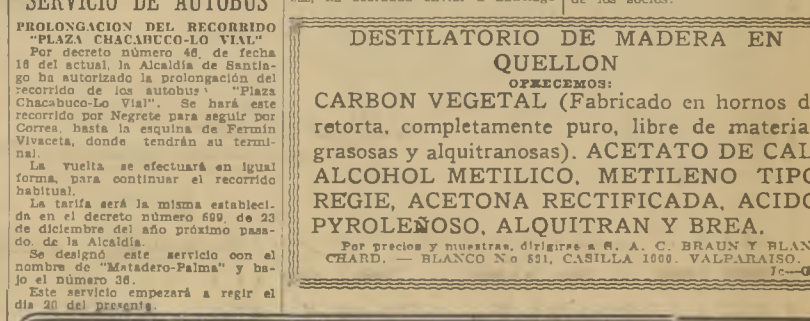 SERVICIO DE AUTOBUS
PROLONGACION DEL RECORRIDO
"PLAZA CHACABUCO-LO VIAL"
Por decreto número 46, de fecha
16 del actual, la Alcaldía de Santia-
go ha autorizado la prolongación del
recorrido de los autobus "Plaza
Chacabuco-Lo Vial". Se hará este
recorrido por Negrete para seguir por
Correa, hasta la esquina de Fermín
Vivaceta, donde tendrán su termi-
nal.
La vuelta se efectuará en igual
forma, para continuar el recorrido
habitual.
La tarifa será la misma estableci-
da en el decreto número 699, de 23
de diciembre del año próximo pasa-
do, de la Alcaldía.
Se designó este servicio con el
nombre de "Matadero-Palma" y ba-
jo el número 36.
Este servicio empezará a regir el
día 20 del presente.
de los socios.
DESTILATORIO DE MADERA EN
QUELLON
OFRECEMOS:
CARBON VEGETAL (Fabricado en hornos d
retorta, completamente puro, libre de materia
grasosas y alquitranosas). ACETATO DE CAL
ALCOHOL METILICO, METILENO TIPO
REGIE, ACETONA RECTIFICADA, ACIDO
PYROLEÑOSO, ALQUITRAN Y BREA.
Por precios y muestras, dirigirse a R. A. C. BRAUN Y BLAN
CHARD. — BLANCO No 891, CASILLA 1000. VALPARAISO.